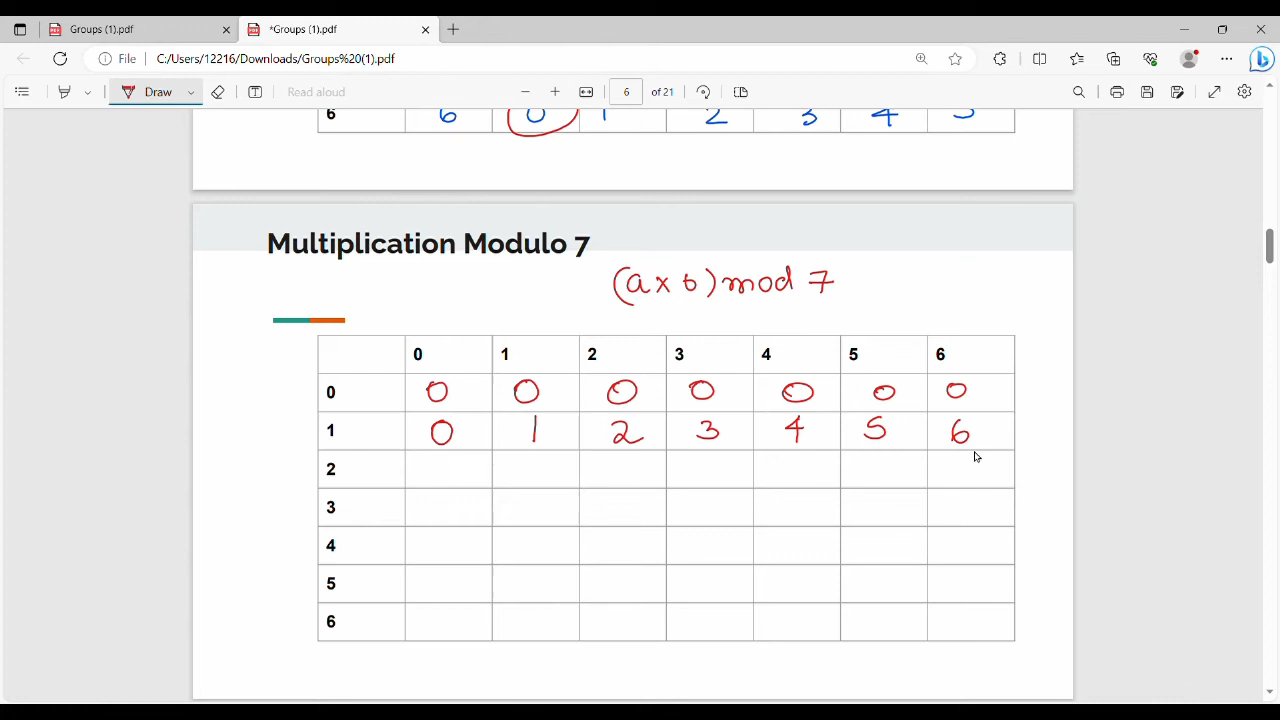 Groups (1).pdf
*Groups (1).pdf
File
C:/Users/12216/Downloads/Groups%20(1).pdf
Draw
Read aloud
6
of 21
6 6 0 1 2 3 4 5
Multiplication Modulo 7
(a x b) mod 7
0 1 2 3 4 5 6
0 0 0 0 0 0 0 0
1 0 1 2 3 4 5 6
2
3
4
5
6